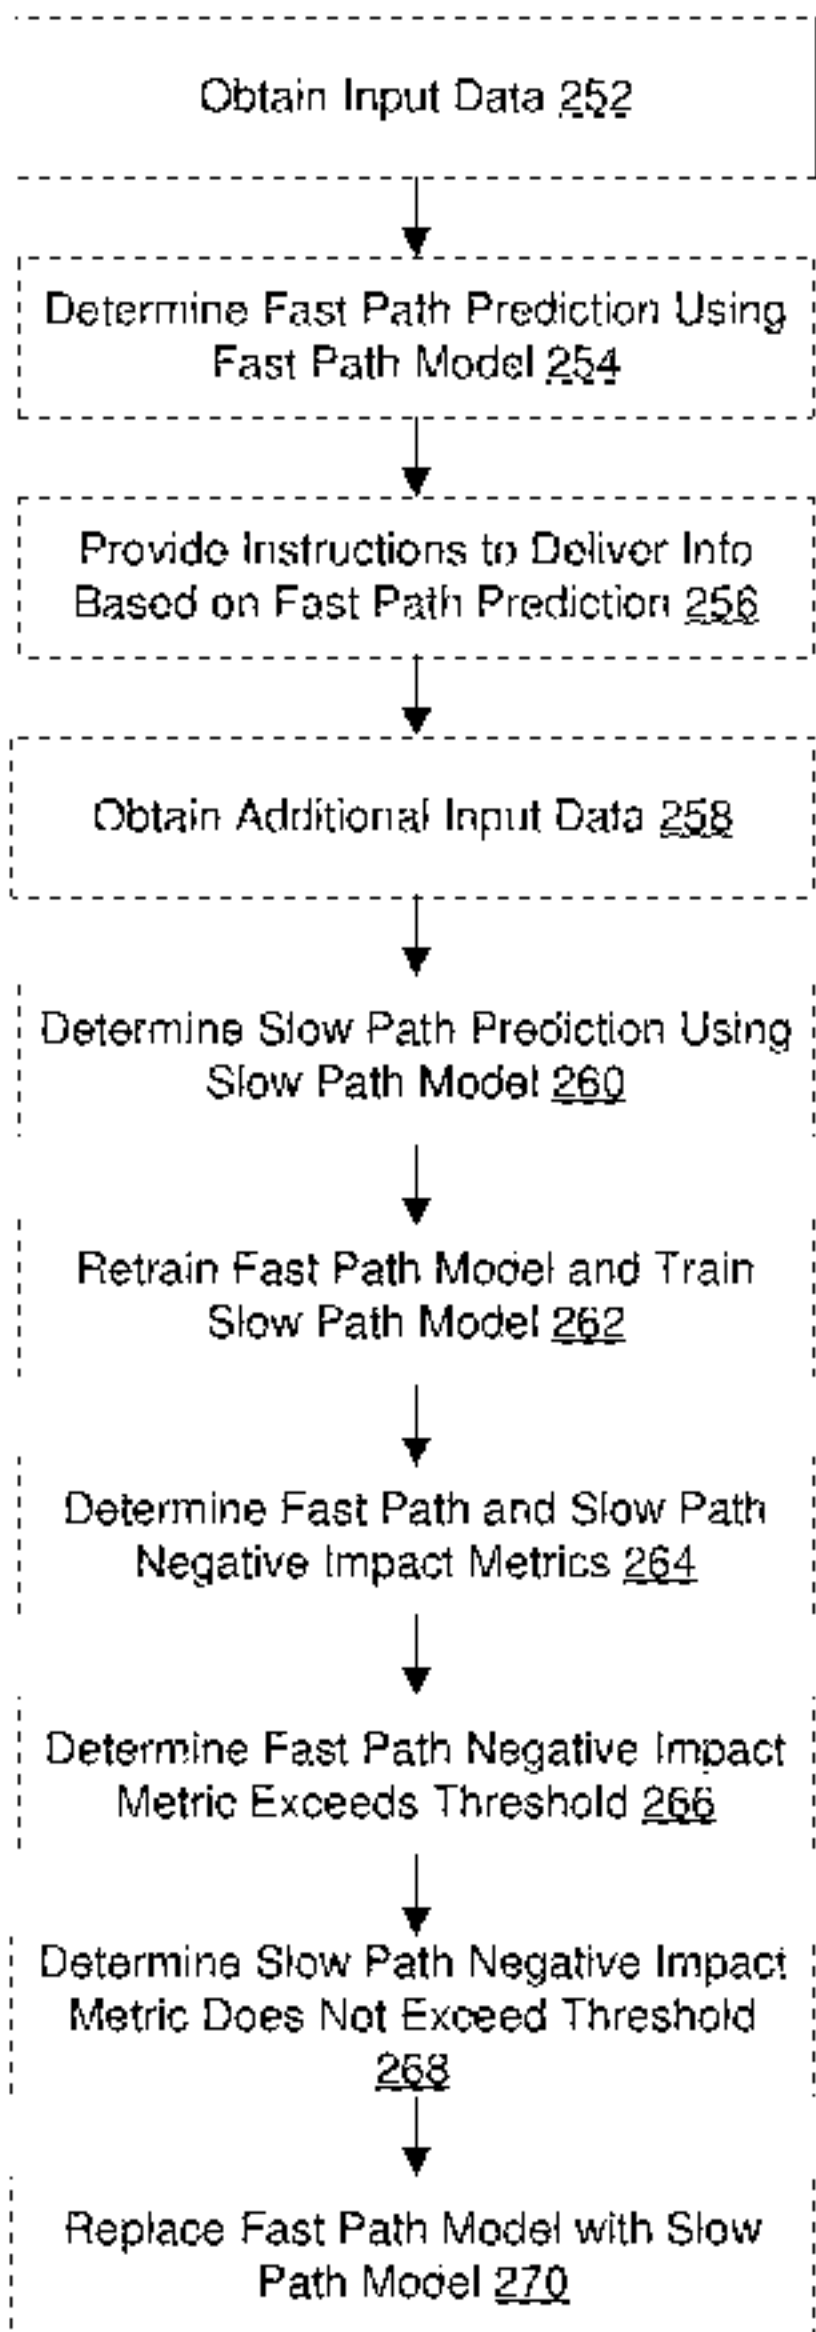 Obtain Input Data 252
Determine Fast Path Prediction Using
Fast Path Model 254
Provide Instructions to Deliver Info
Based on Fast Path Prediction 256
Obtain Additional Input Data 258
Determine Slow Path Prediction Using
Slow Path Model 260
Retrain Fast Path Model and Train
Slow Path Model 262
Determine Fast Path and Slow Path
Negative Impact Metrics 264
Determine Fast Path Negative Impact
Metric Exceeds Threshold 266
Determine Slow Path Negative Impact
Metric Does Not Exceed Threshold
268
Replace Fast Path Model with Slow
Path Model 270